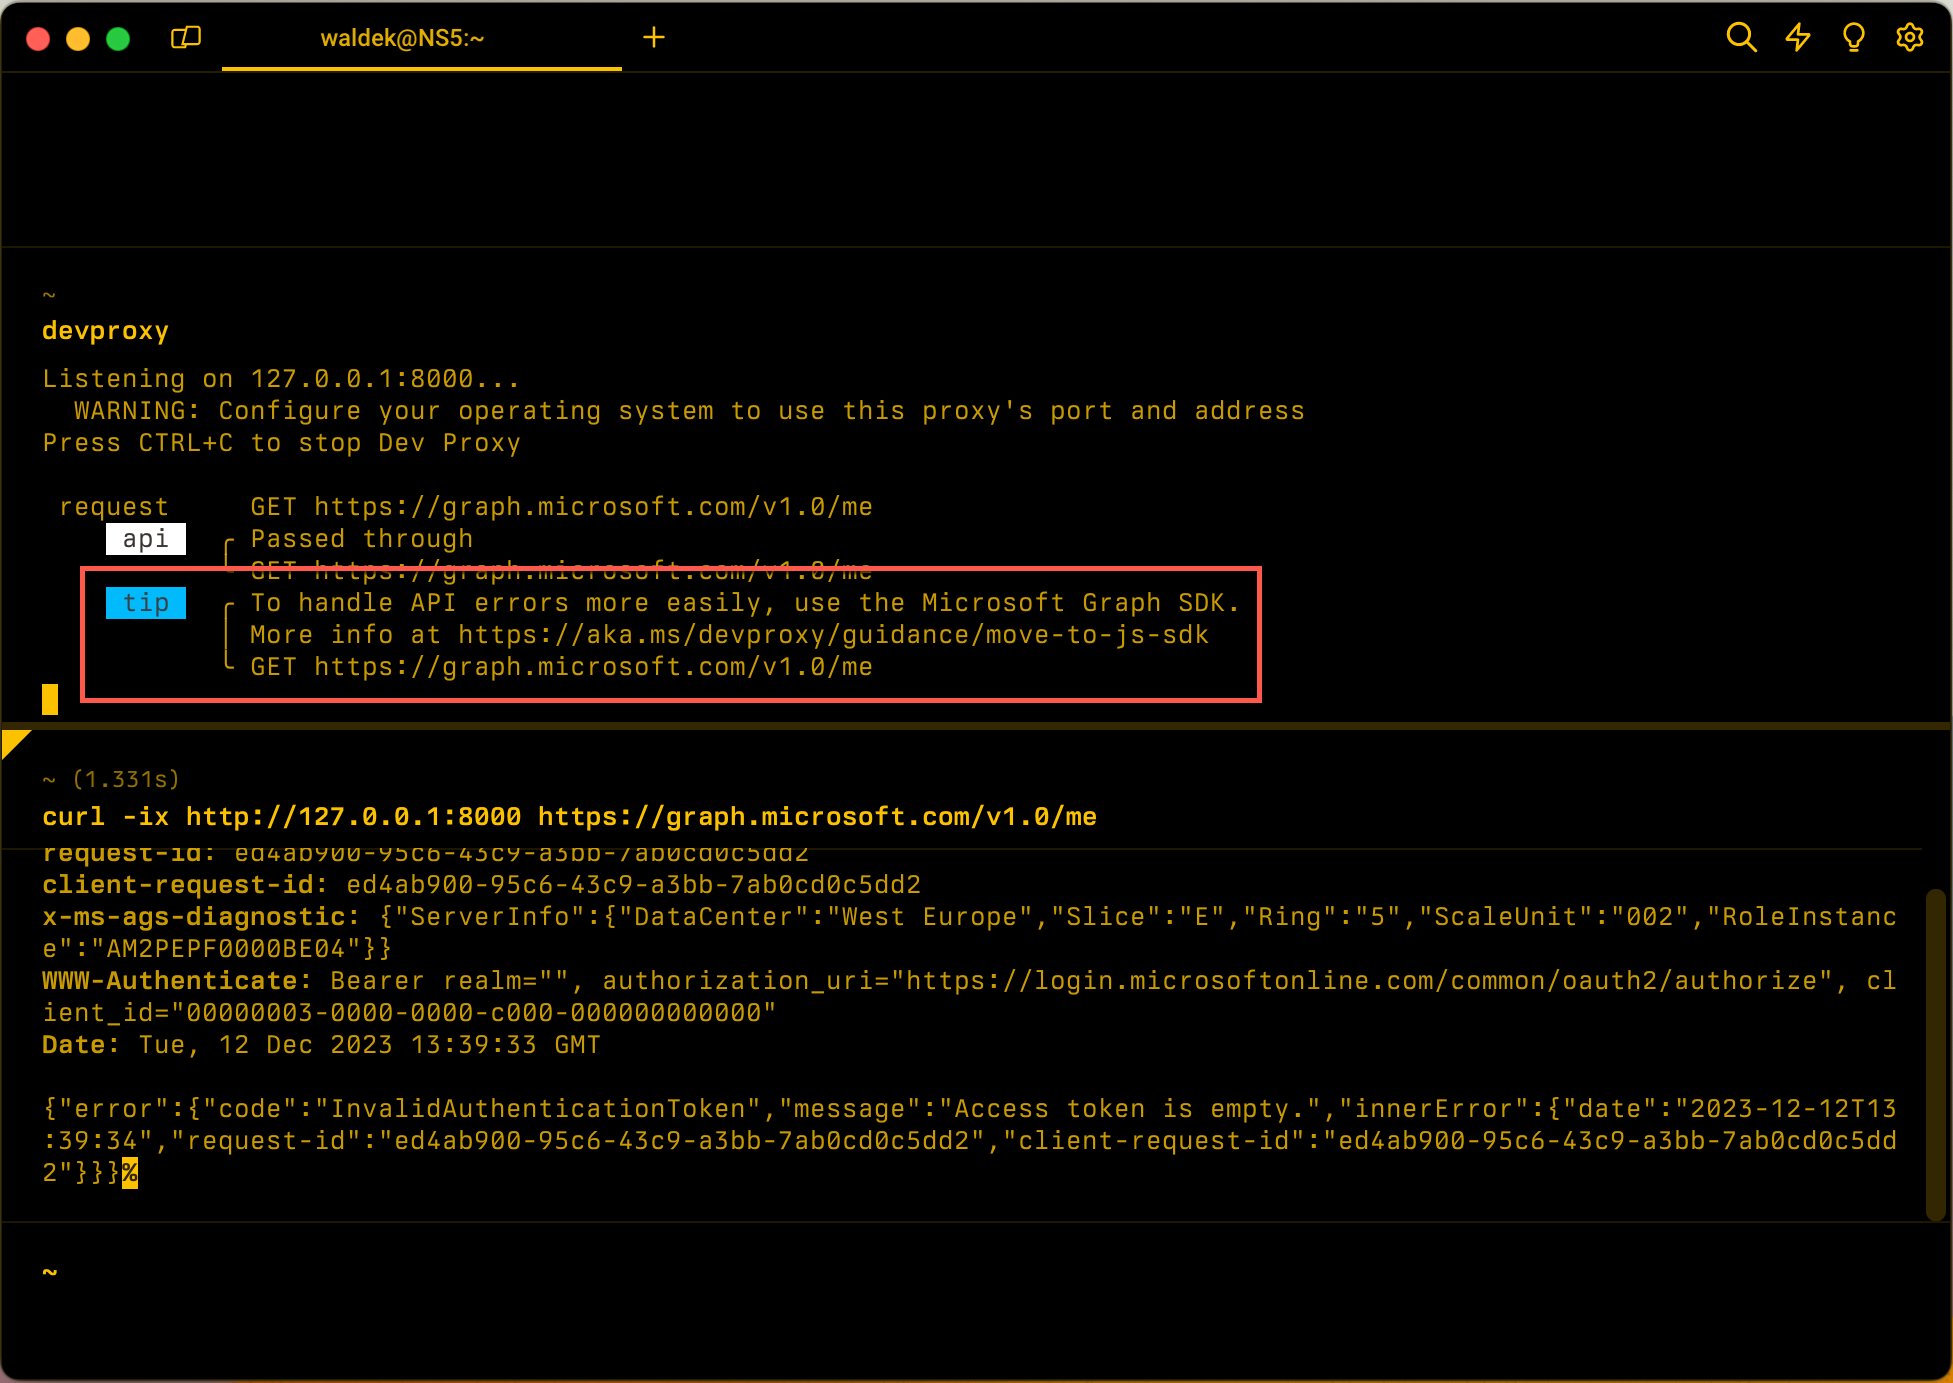 waldek@NS5:~
~
devproxy
Listening on 127.0.0.1:8000...
WARNING: Configure your operating system to use this proxy's port and address
Press CTRL+C to stop Dev Proxy
request GET https://graph.microsoft.com/v1.0/me
api Passed through
GET https://graph.microsoft.com/v1.0/me
tip To handle API errors more easily, use the Microsoft Graph SDK.
More info at https://aka.ms/devproxy/guidance/move-to-js-sdk
GET https://graph.microsoft.com/v1.0/me
~ (1.331s)
curl -ix http://127.0.0.1:8000 https://graph.microsoft.com/v1.0/me
request-id: ed4ab900-95c6-43c9-a3bb-7ab0cd0c5dd2
client-request-id: ed4ab900-95c6-43c9-a3bb-7ab0cd0c5dd2
x-ms-ags-diagnostic: {"ServerInfo":{"DataCenter":"West Europe","Slice":"E","Ring":"5","ScaleUnit":"002","RoleInstanc
e":"AM2PEPF0000BE04"}}
WWW-Authenticate: Bearer realm="", authorization_uri="https://login.microsoftonline.com/common/oauth2/authorize", cl
ient_id="00000003-0000-0000-c000-000000000000"
Date: Tue, 12 Dec 2023 13:39:33 GMT
{"error":{"code":"InvalidAuthenticationToken","message":"Access token is empty.","innerError":{"date":"2023-12-12T13
:39:34","request-id":"ed4ab900-95c6-43c9-a3bb-7ab0cd0c5dd2","client-request-id":"ed4ab900-95c6-43c9-a3bb-7ab0cd0c5dd
2"}}}%
~